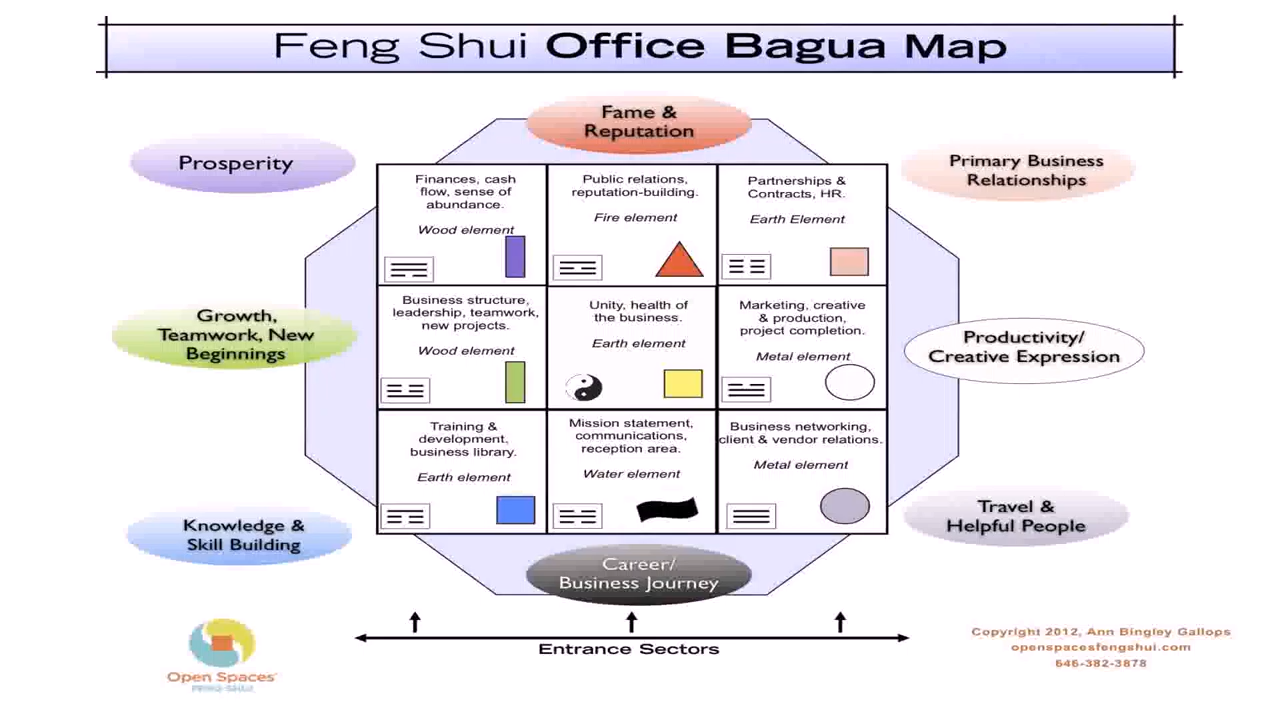 Feng Shui Office Bagua Map
Fame &
Reputation
Prosperity
Primary Business
Relationships
Finances, cash
flow, sense of
abundance.
Wood element
Public relations,
reputation-building.
Fire element
Partnerships &
Contracts, HR.
Earth Element
Growth,
Teamwork, New
Beginnings
Business structure,
leadership, teamwork,
new projects.
Wood element
Unity, health of
the business.
Earth element
Marketing, creative
& production,
project completion.
Metal element
Productivity/
Creative Expression
Training &
development,
business library.
Earth element
Mission statement,
communications,
reception area.
Water element
Business networking,
client & vendor relations.
Metal element
Knowledge &
Skill Building
Travel &
Helpful People
Career/
Business Journey
Entrance Sectors
Open Spaces
FENG SHUI
Copyright 2012, Ann Bingley Gallops
openspacesfengshui.com
646-382-3878